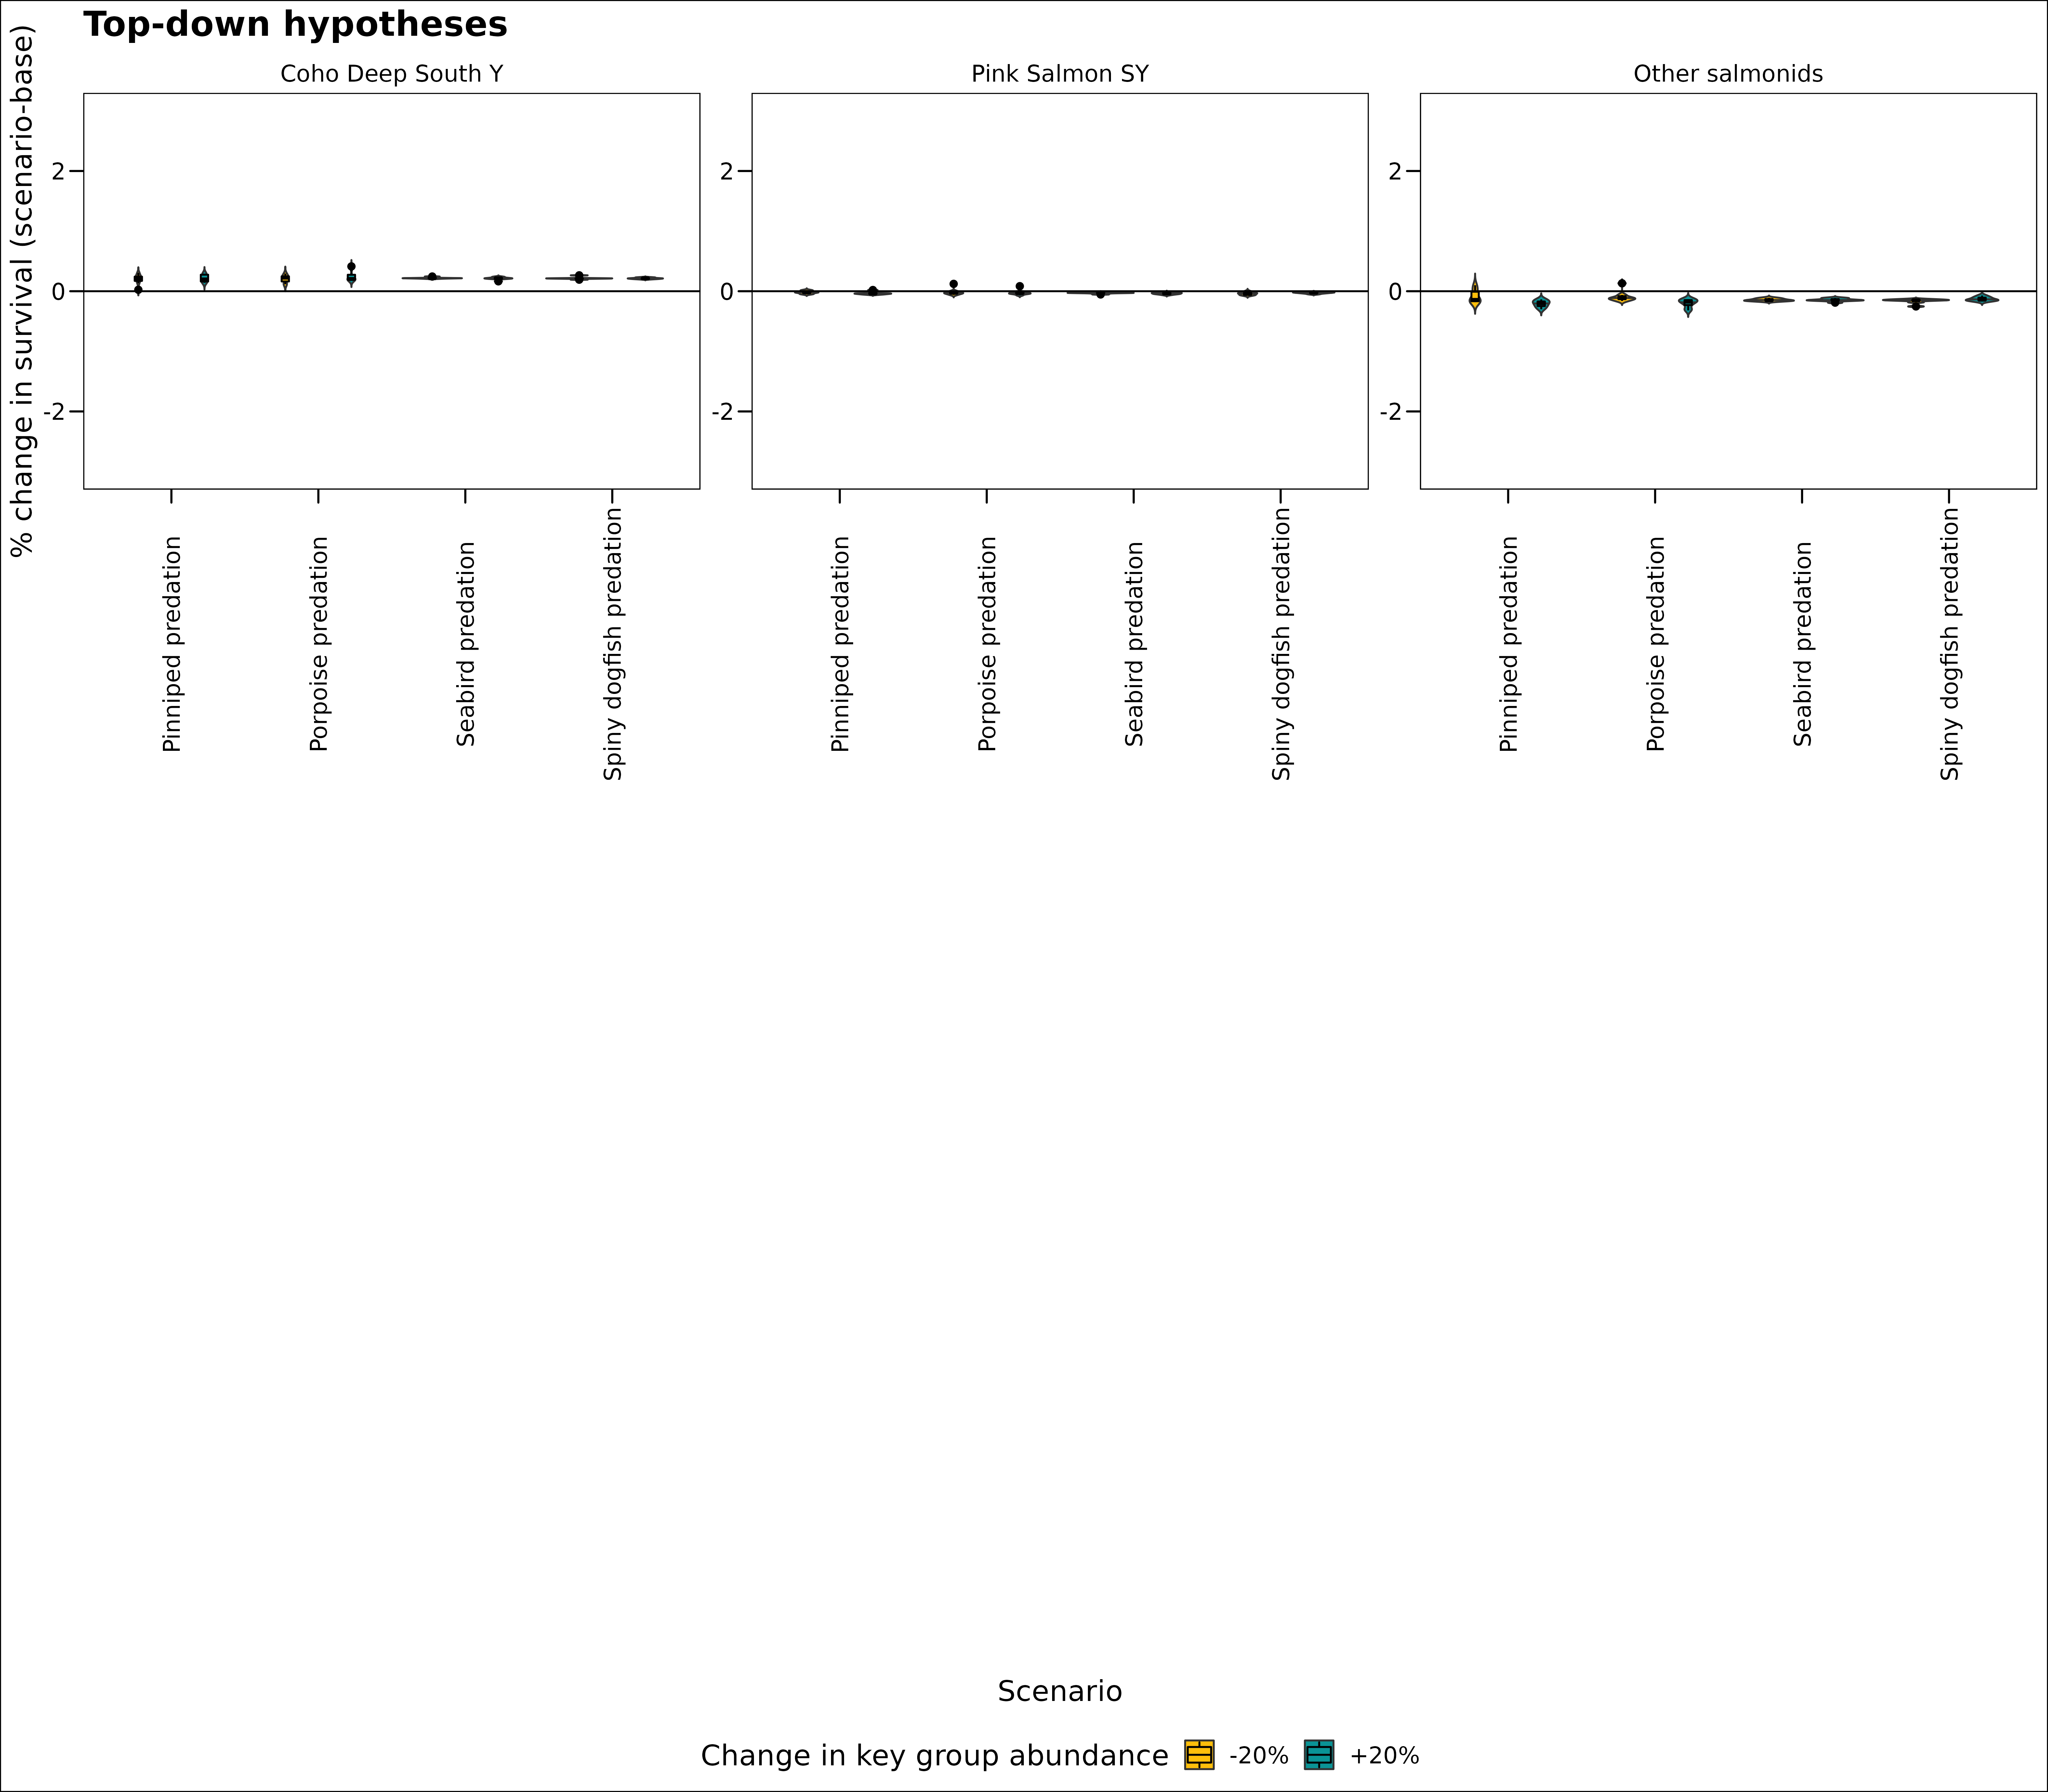 Top-down hypotheses
% change in survival (scenario-base)
Coho Deep South Y
Pink Salmon SY
Other salmonids
2
0
-2
2
0
-2
2
0
-2
Pinniped predation
Porpoise predation
Seabird predation
Spiny dogfish predation
Pinniped predation
Porpoise predation
Seabird predation
Spiny dogfish predation
Pinniped predation
Porpoise predation
Seabird predation
Spiny dogfish predation
Scenario
Change in key group abundance -20% +20%